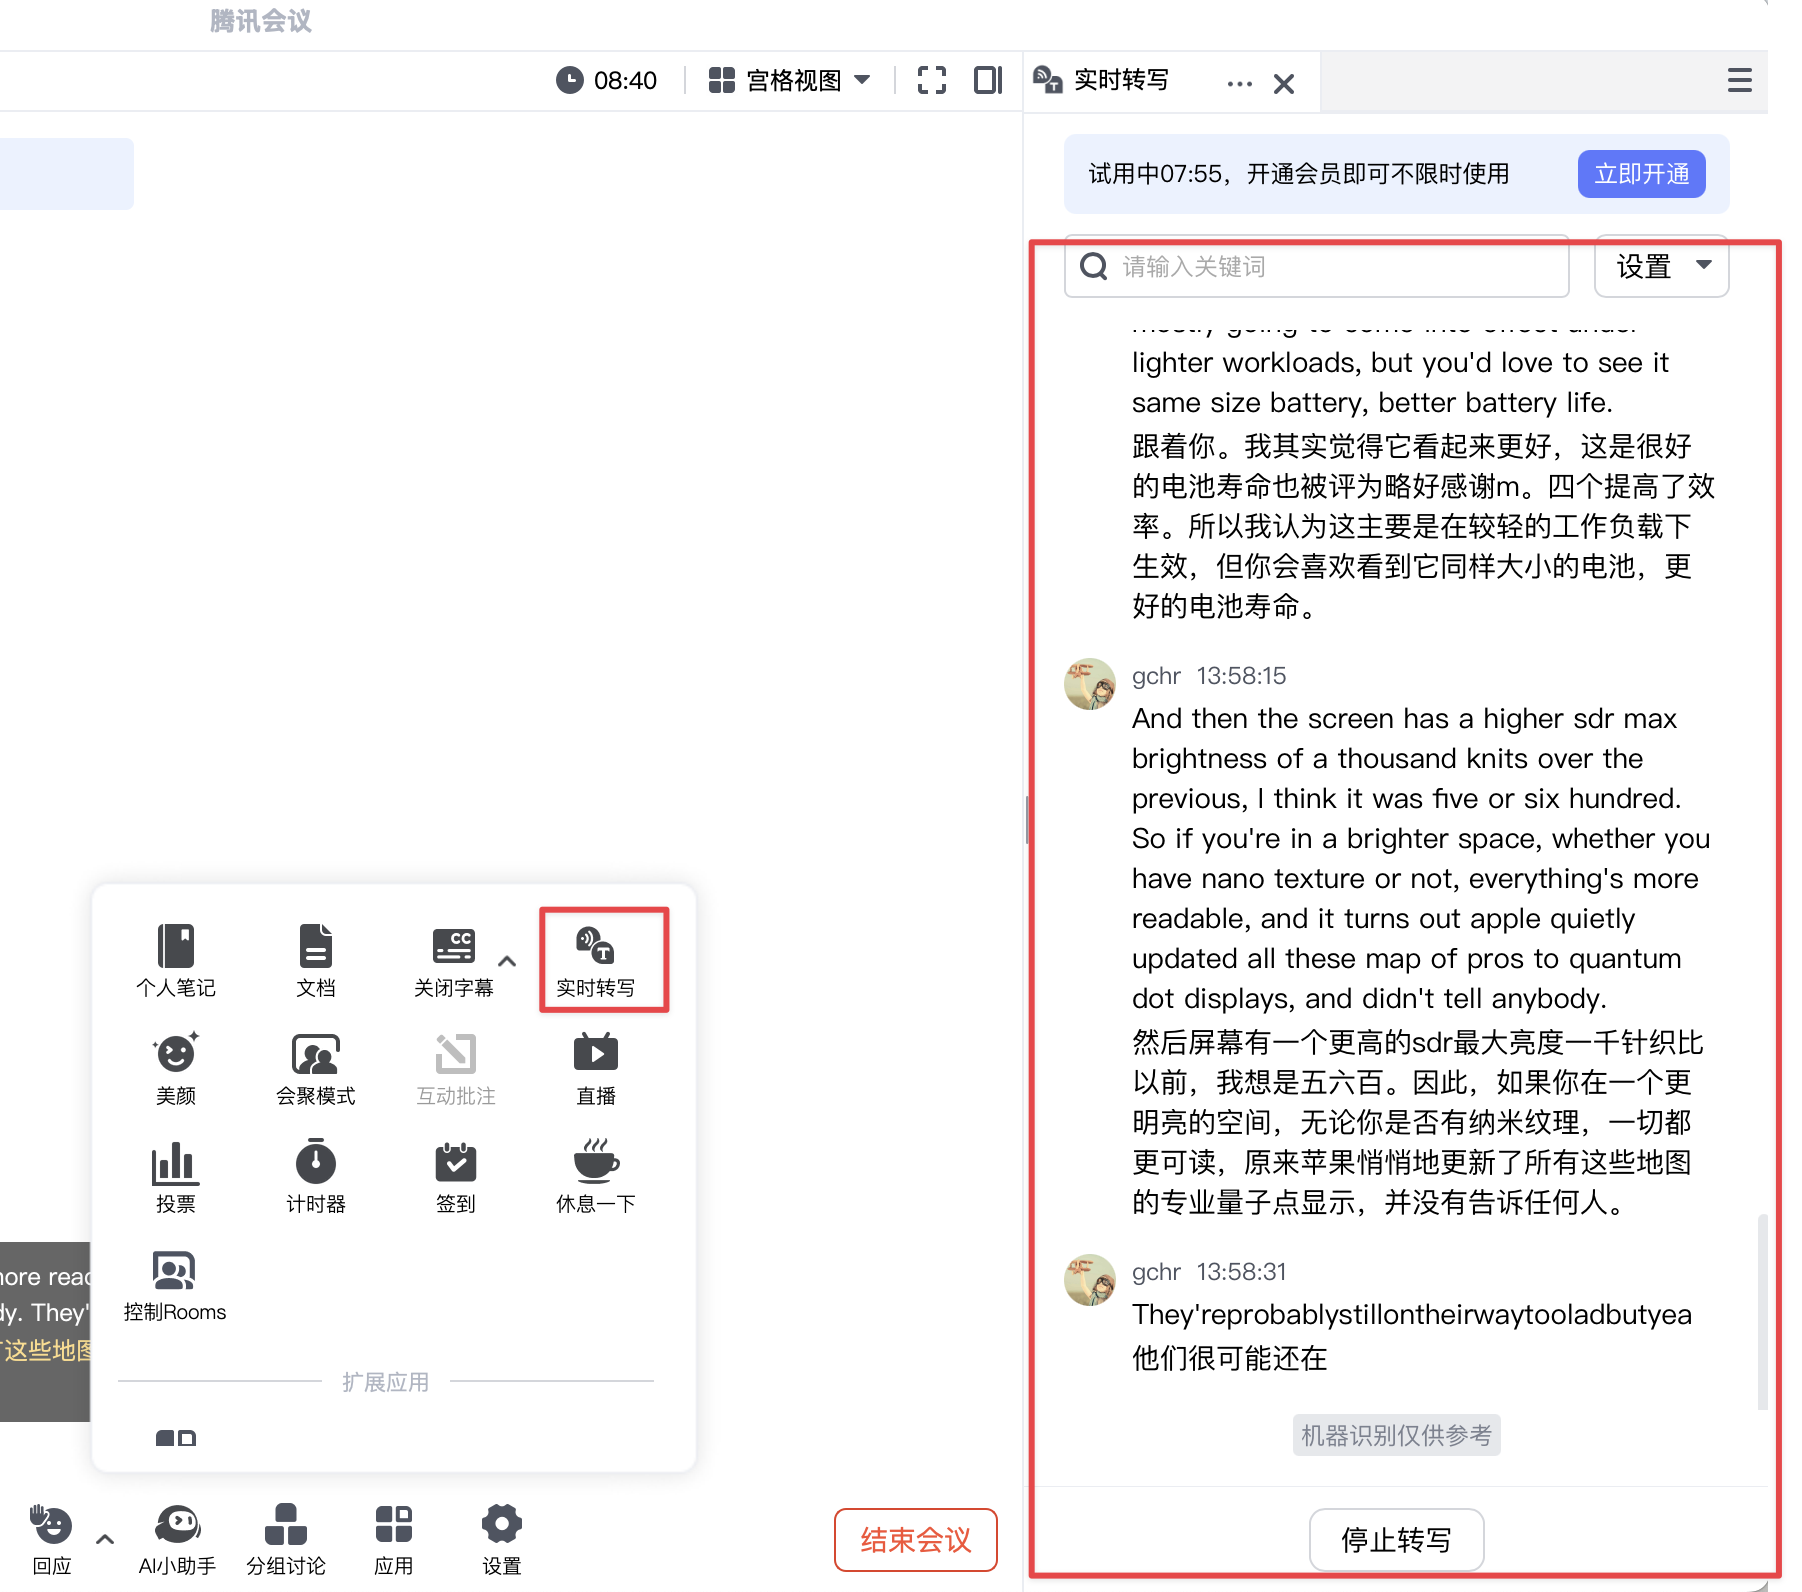 腾讯会议
08:40
宫格视图
实时转写
试用中07:55，开通会员即可不限时使用
立即开通
请输入关键词
设置
mostly going to come into effect under
lighter workloads, but you'd love to see it
same size battery, better battery life.
跟着你。我其实觉得它看起来更好，这是很好
的电池寿命也被评为略好感谢m。四个提高了效
率。所以我认为这主要是在较轻的工作负载下
生效，但你会喜欢看到它同样大小的电池，更
好的电池寿命。
gchr 13:58:15
And then the screen has a higher sdr max
brightness of a thousand knits over the
previous, I think it was five or six hundred.
So if you're in a brighter space, whether you
have nano texture or not, everything's more
readable, and it turns out apple quietly
updated all these map of pros to quantum
dot displays, and didn't tell anybody.
然后屏幕有一个更高的sdr最大亮度一千针织比
以前，我想是五六百。因此，如果你在一个更
明亮的空间，无论你是否有纳米纹理，一切都
更可读，原来苹果悄悄地更新了所有这些地图
的专业量子点显示，并没有告诉任何人。
gchr 13:58:31
They'reprobablystillontheirwaytooladbutyea
他们很可能还在
机器识别仅供参考
停止转写
个人笔记
文档
CC
关闭字幕
实时转写
美颜
会聚模式
互动批注
直播
投票
计时器
签到
休息一下
控制Rooms
扩展应用
ore reac
dy. They'
这些地图
回应
AI小助手
分组讨论
应用
设置
结束会议